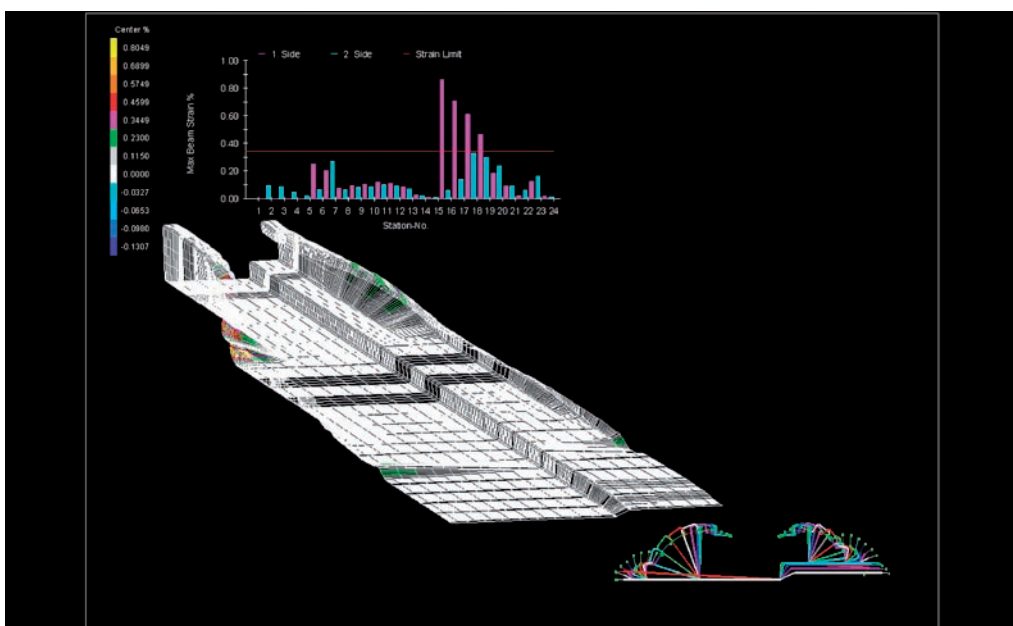 Center %
0.8049
0.6899
0.5749
0.4599
0.3449
0.2300
0.1150
0.0000
-0.0327
-0.0653
-0.0980
-0.1307
1. Side
2. Side
Strain Limit
Max Beam Strain %
1.00
0.80
0.60
0.40
0.20
0.00
1 2 3 4 5 6 7 8 9 10 11 12 13 14 15 16 17 18 19 20 21 22 23 24
Station-No.